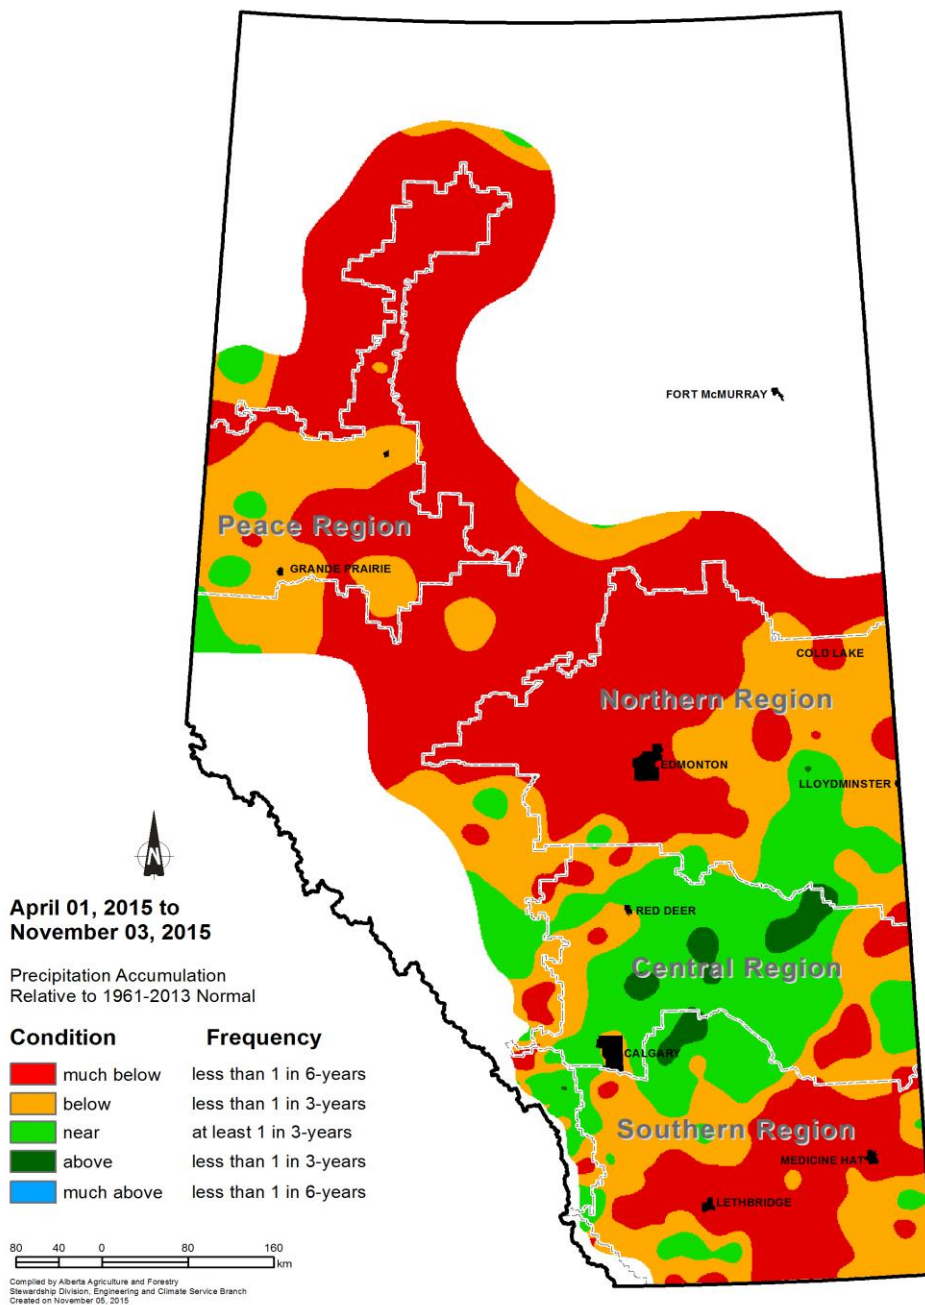 FORT McMURRAY
Peace Region
GRANDE PRAIRIE
COLD LAKE
Northern Region
EDMONTON
LLOYDMINSTER
N
April 01, 2015 to
November 03, 2015
RED DEER
Precipitation Accumulation
Relative to 1961-2013 Normal
Central Region
Condition Frequency
CALGARY
much below less than 1 in 6-years
below less than 1 in 3-years
near at least 1 in 3-years
above less than 1 in 3-years
much above less than 1 in 6-years
Southern Region
MEDICINE HAT
LETHBRIDGE
80 40 0 80 160
km
Compiled by Alberta Agriculture and Forestry
Stewardship Division, Engineering and Climate Service Branch
Created on November 05, 2015